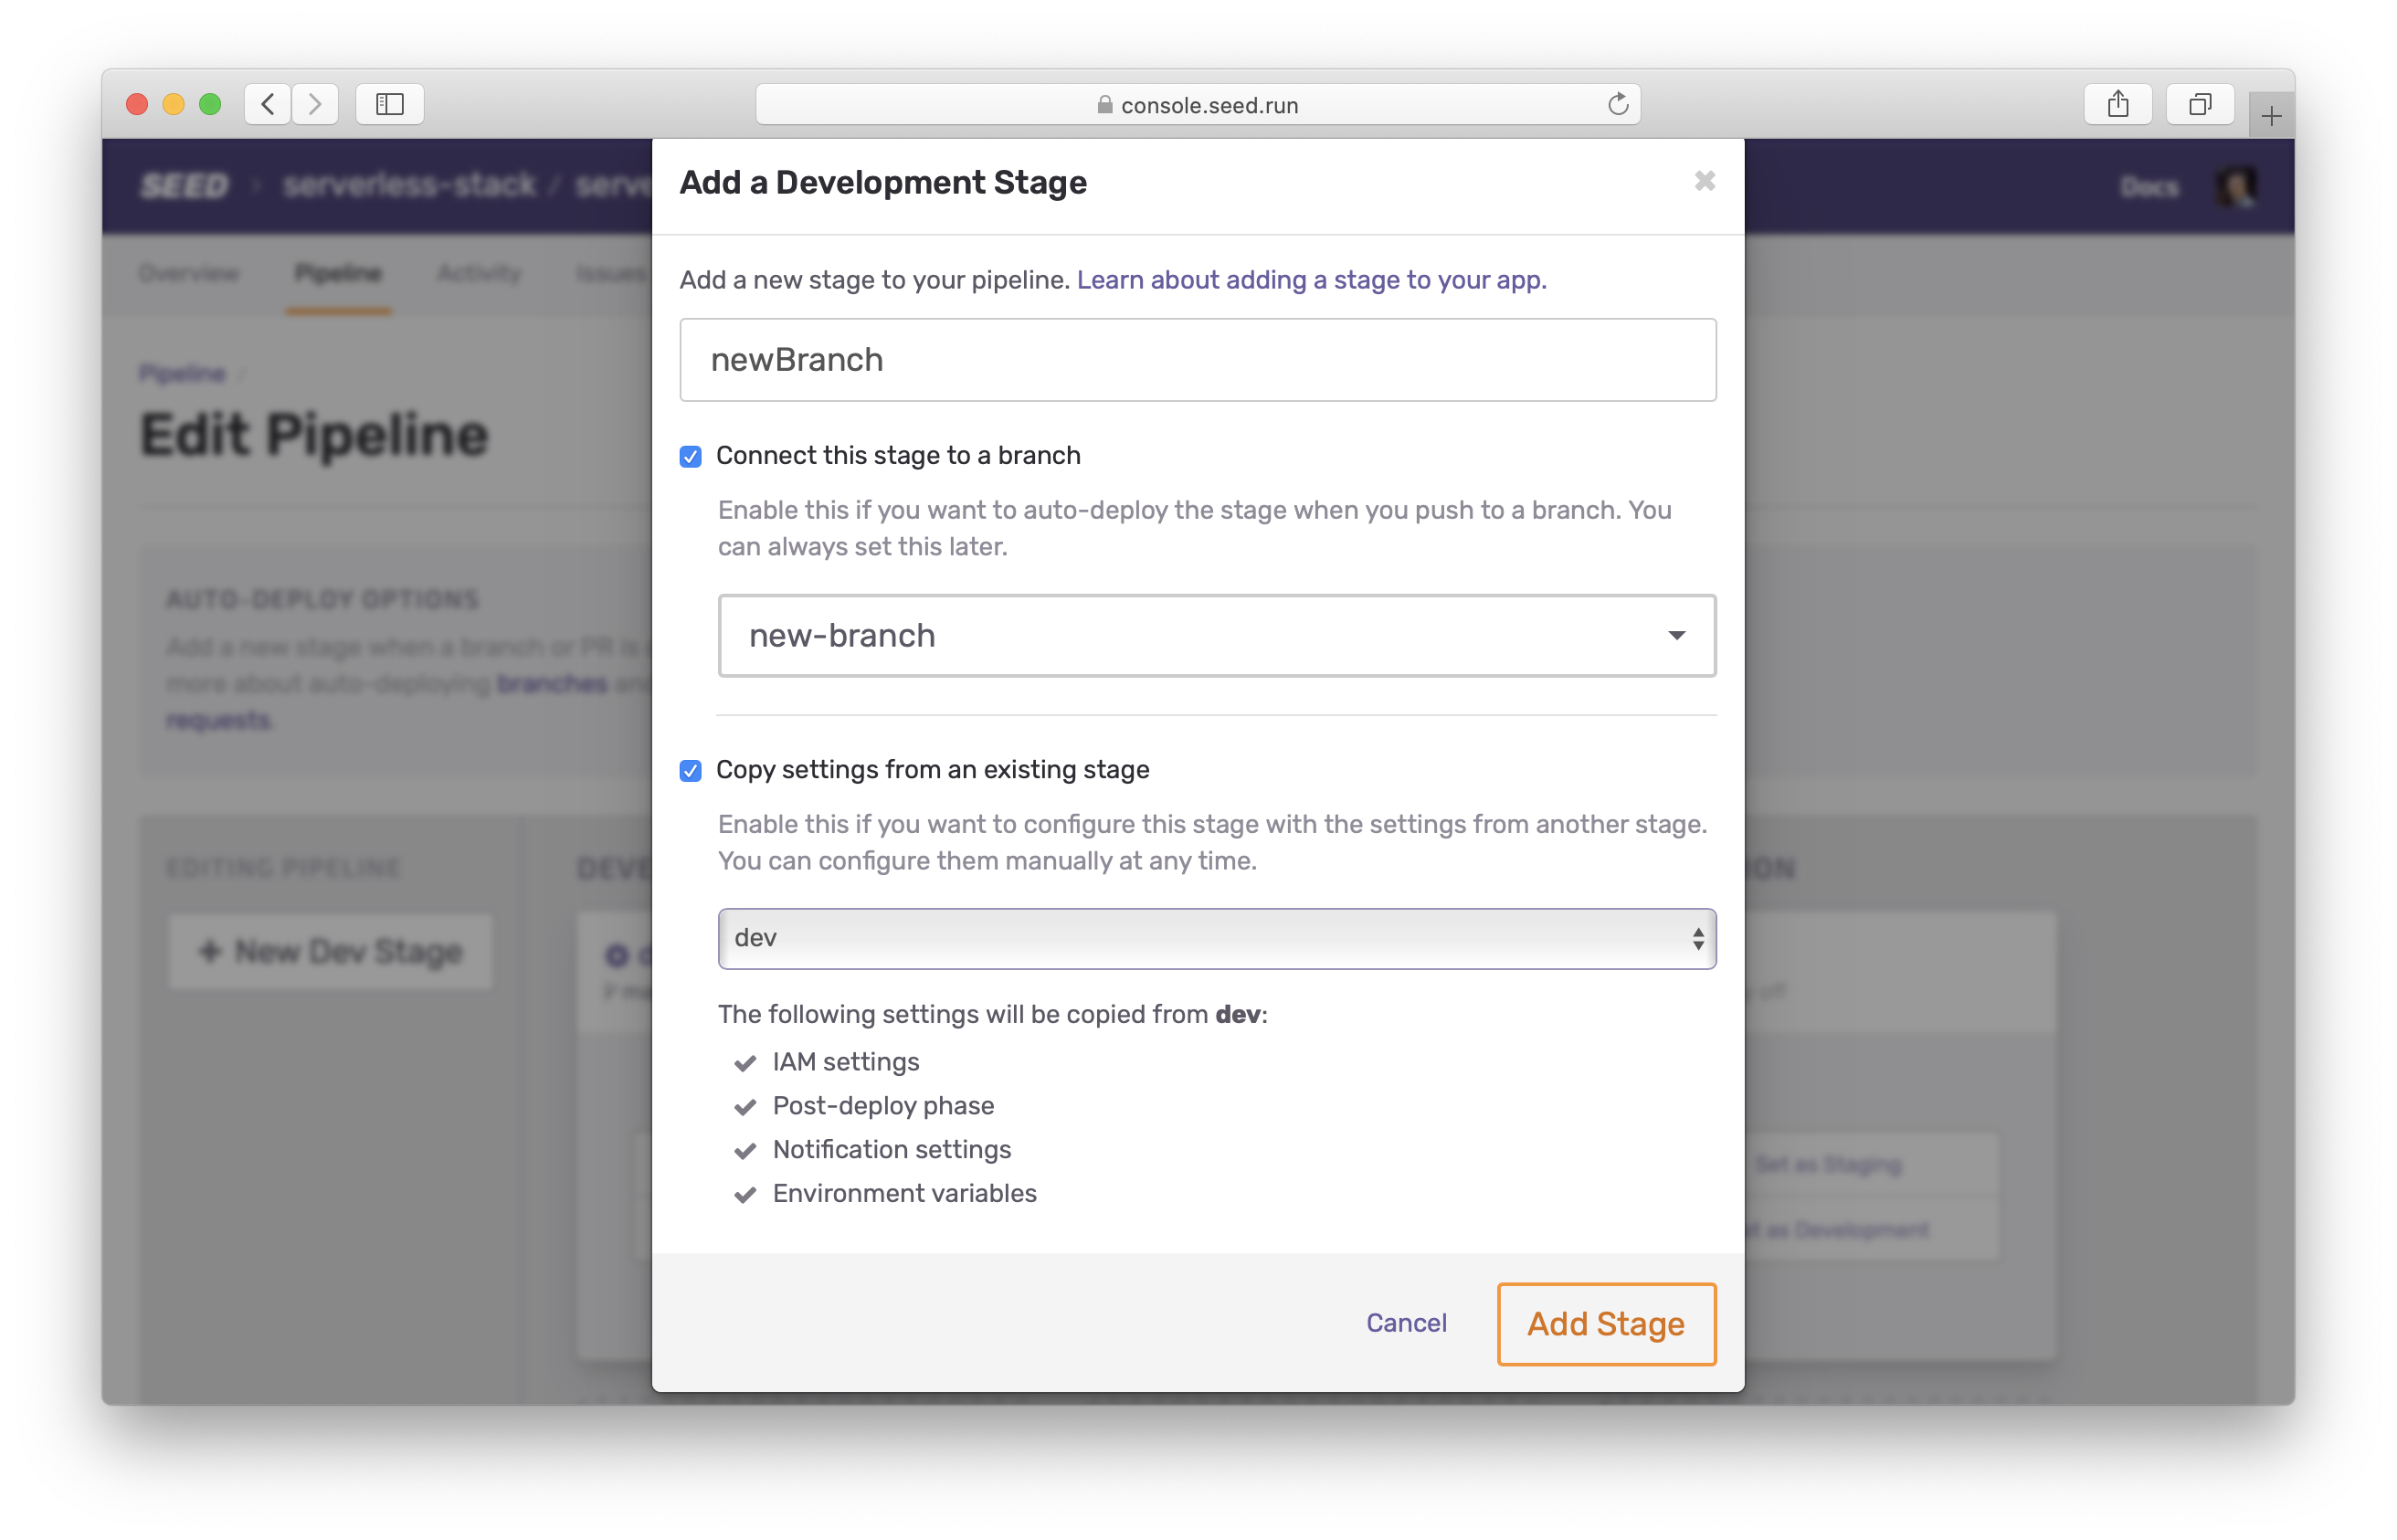 console.seed.run
SEED > serverless-stack / serve
Docs
Overview Pipeline Activity Issues
Pipeline /
Edit Pipeline
AUTO-DEPLOY OPTIONS
Add a new stage when a branch or PR is
more about auto-deploying branches and
requests.
EDITING PIPELINE
+ New Dev Stage
DEVE
Add a Development Stage
Add a new stage to your pipeline. Learn about adding a stage to your app.
newBranch
Connect this stage to a branch
Enable this if you want to auto-deploy the stage when you push to a branch. You
can always set this later.
new-branch
Copy settings from an existing stage
Enable this if you want to configure this stage with the settings from another stage.
You can configure them manually at any time.
dev
The following settings will be copied from dev:
IAM settings
Post-deploy phase
Notification settings
Environment variables
Cancel
Add Stage
ION
off
Set as Staging
as Development